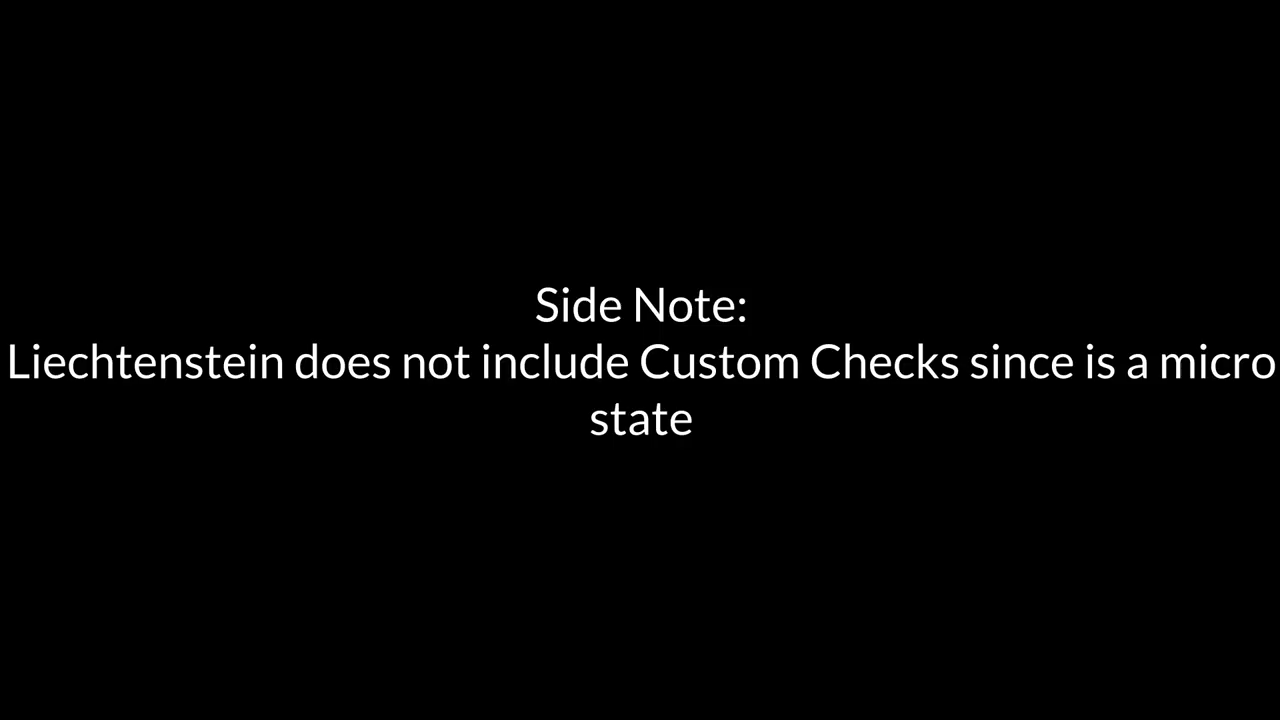 Side Note:
Liechtenstein does not include Custom Checks since is a micro
state